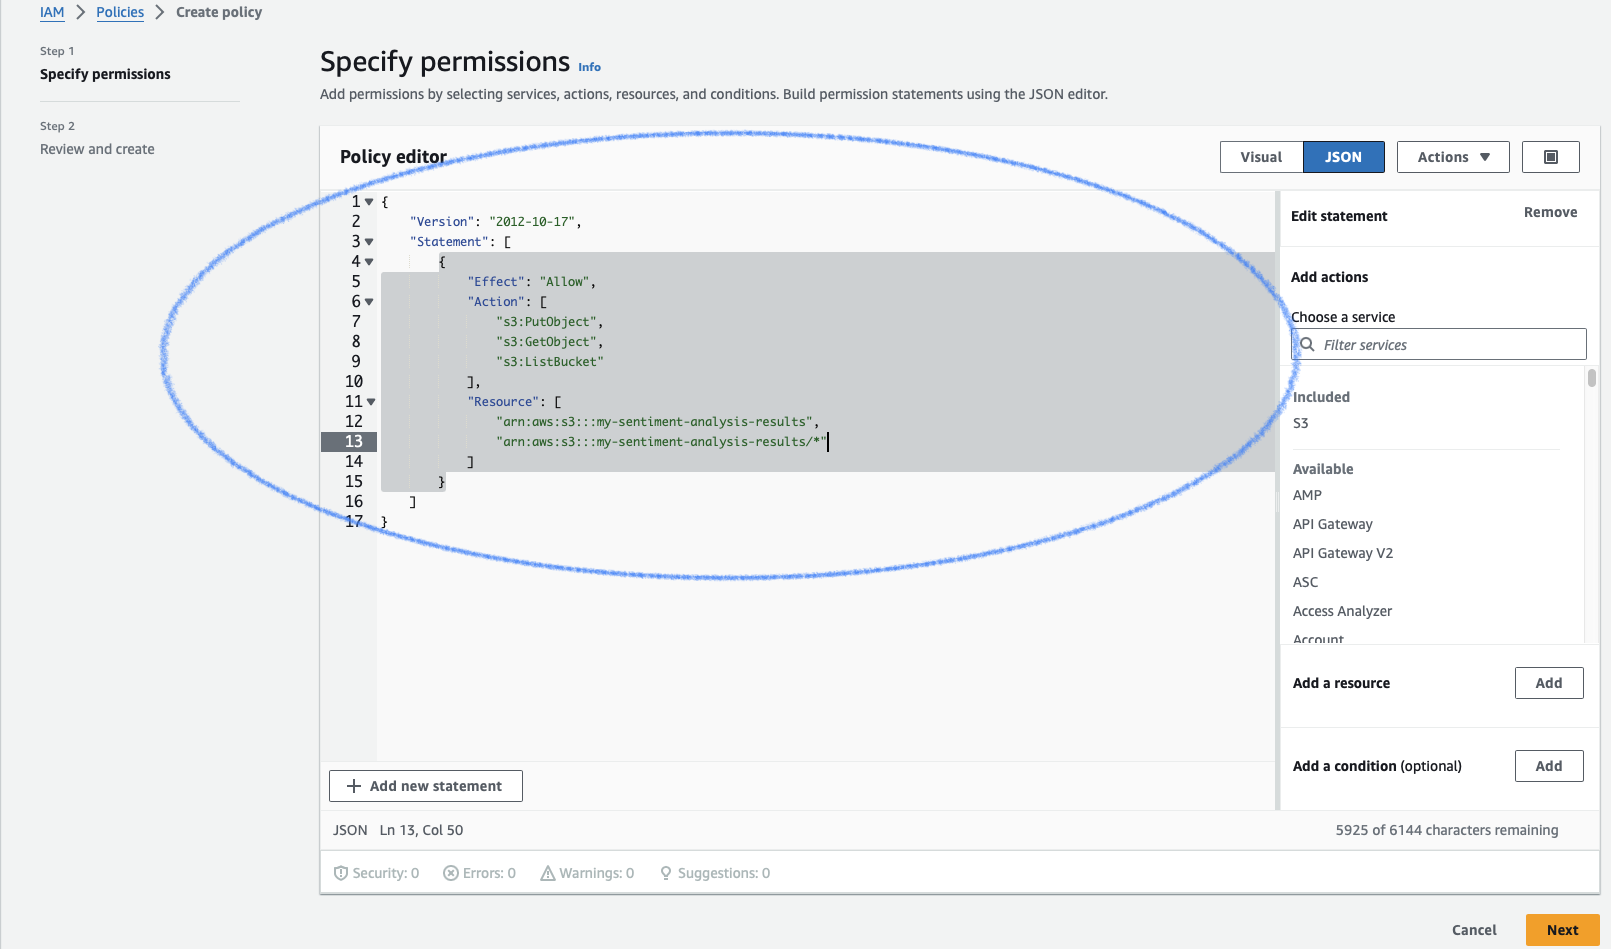 IAM > Policies > Create policy
Step 1
Specify permissions
Step 2
Review and create
Specify permissions Info
Add permissions by selecting services, actions, resources, and conditions. Build permission statements using the JSON editor.
Policy editor
Visual
JSON
Actions
1 {
2 "Version": "2012-10-17",
3 "Statement": [
4 {
5 "Effect": "Allow",
6 "Action": [
7 "s3:PutObject",
8 "s3:GetObject",
9 "s3:ListBucket"
10 ],
11 "Resource": [
12 "arn:aws:s3:::my-sentiment-analysis-results",
13 "arn:aws:s3:::my-sentiment-analysis-results/*"
14 ]
15 }
16 ]
17 }
Edit statement
Remove
Add actions
Choose a service
Filter services
Included
S3
Available
AMP
API Gateway
API Gateway V2
ASC
Access Analyzer
Account
Add a resource
Add
Add a condition (optional)
Add
+ Add new statement
JSON Ln 13, Col 50
5925 of 6144 characters remaining
Security: 0
Errors: 0
Warnings: 0
Suggestions: 0
Cancel
Next